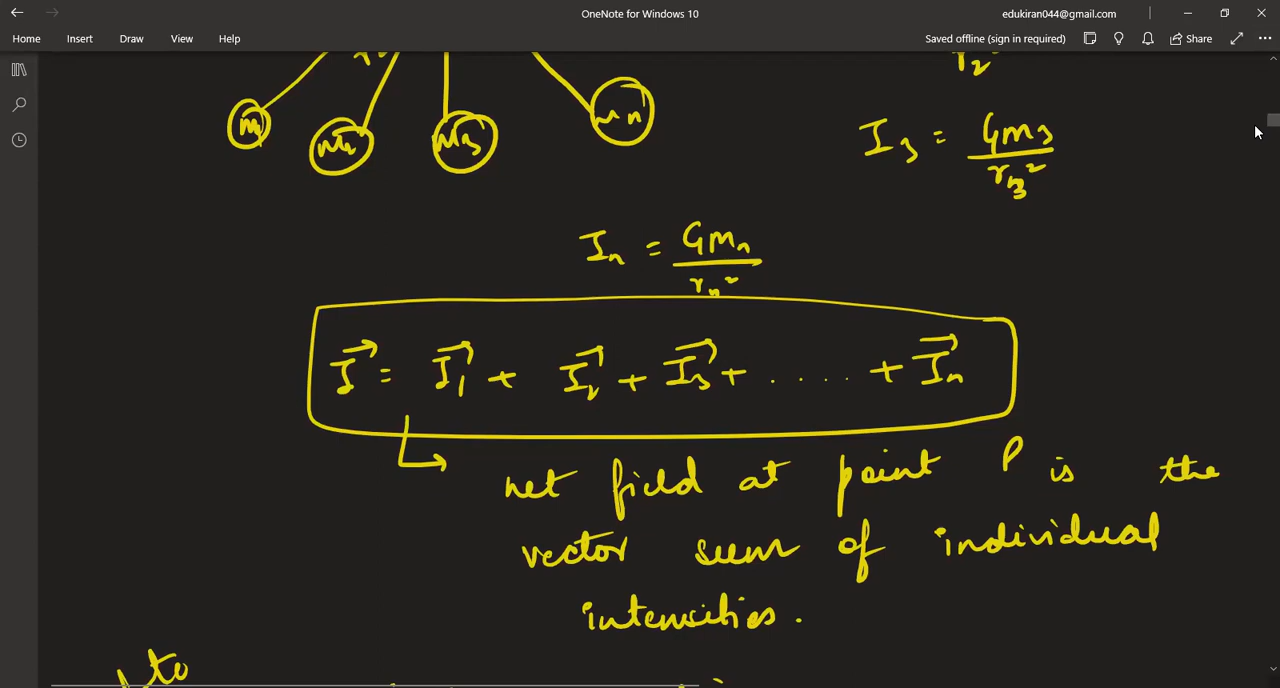 OneNote for Windows 10
edukiran044@gmail.com
Home Insert Draw View Help
Saved offline (sign in required)
Share
r₂²
m₁ m₂ m₃ mₙ
I₃ = Gm₃/r₃²
Iₙ = Gmₙ/rₙ²
I⃗ = I⃗₁ + I⃗₂ + I⃗₃ + ..... + I⃗ₙ
net field at point P is the
vector sum of individual
intensities.
to